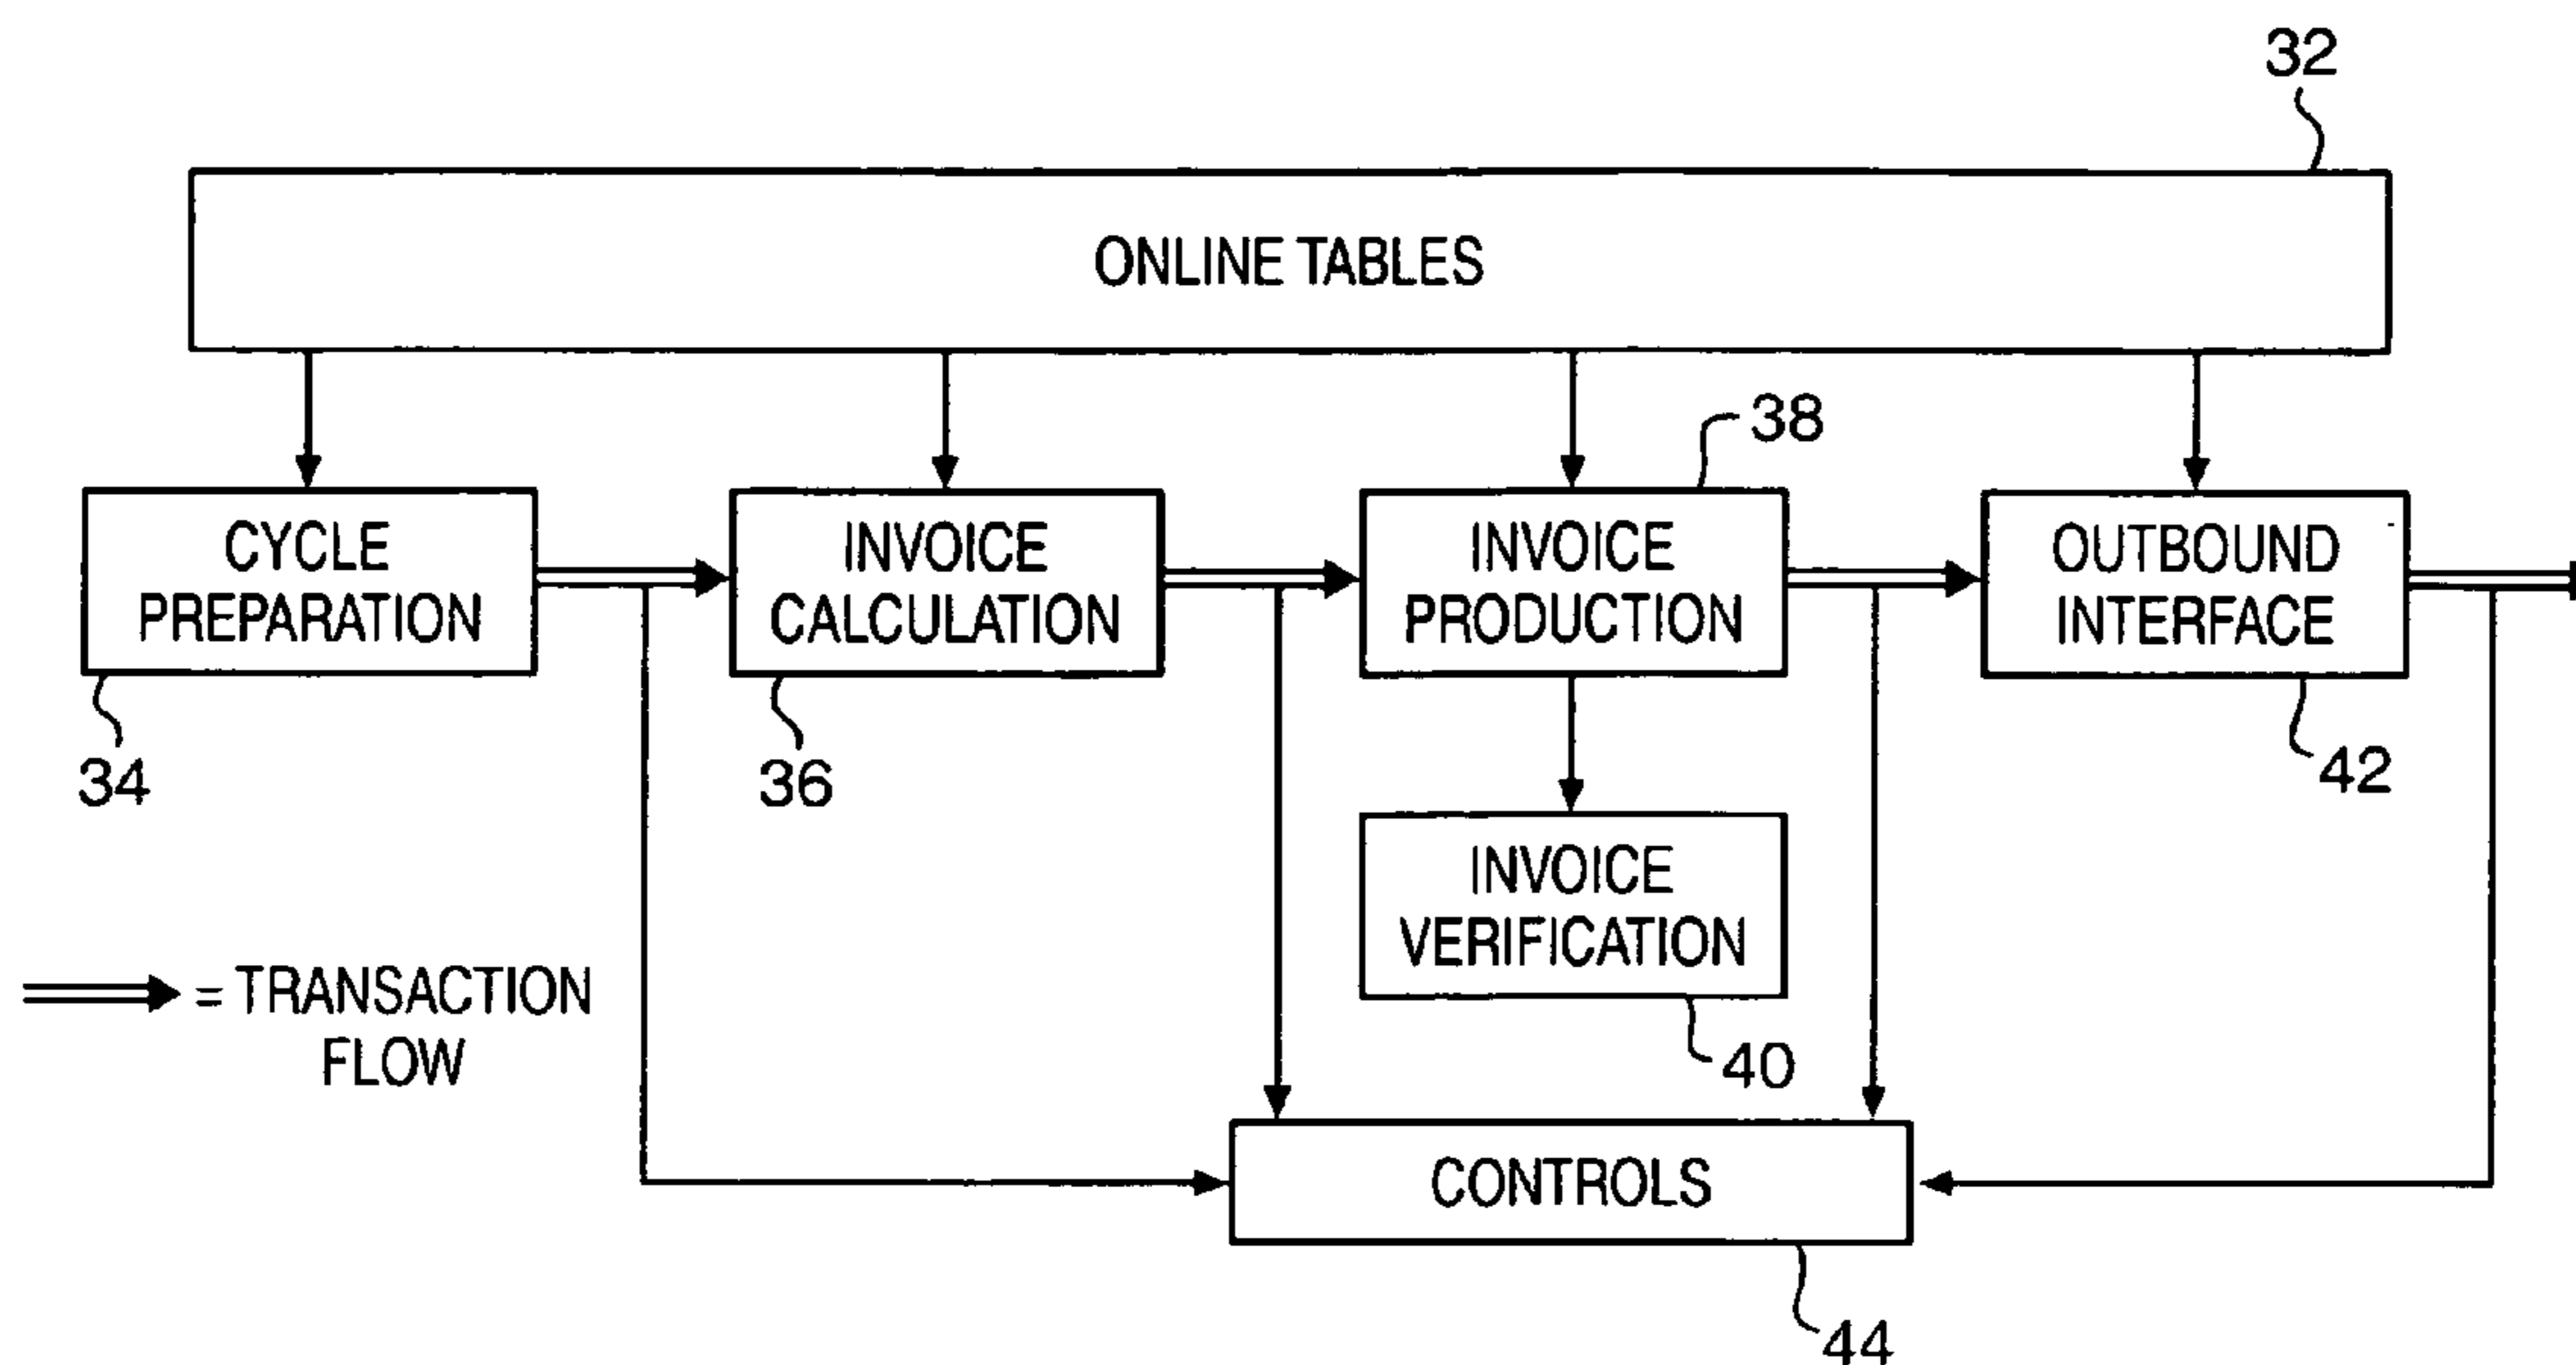 32
ONLINE TABLES
38
CYCLE
PREPARATION
INVOICE
CALCULATION
INVOICE
PRODUCTION
OUTBOUND
INTERFACE
34
36
42
INVOICE
VERIFICATION
= TRANSACTION
FLOW
40
CONTROLS
44